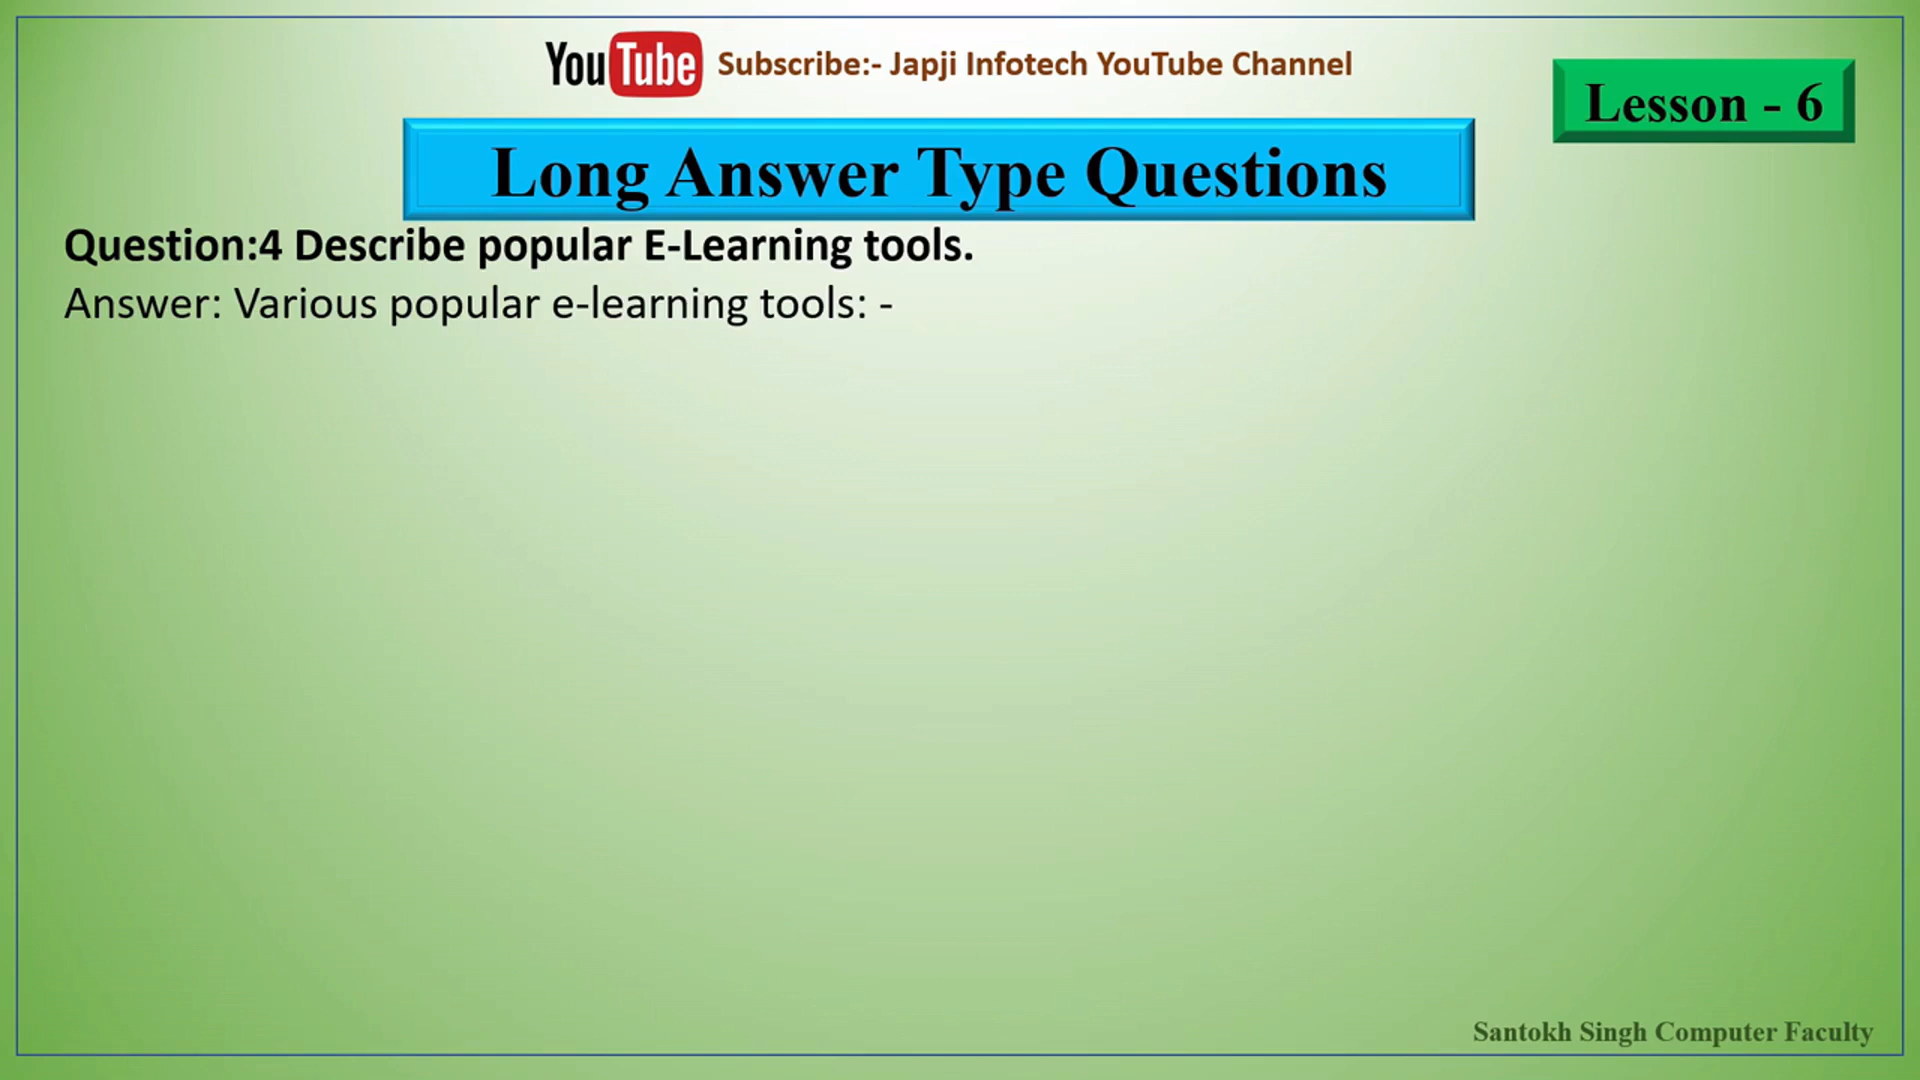 YouTube Subscribe:- Japji Infotech YouTube Channel
Lesson - 6
Long Answer Type Questions
Question:4 Describe popular E-Learning tools.
Answer: Various popular e-learning tools: -
Santokh Singh Computer Faculty